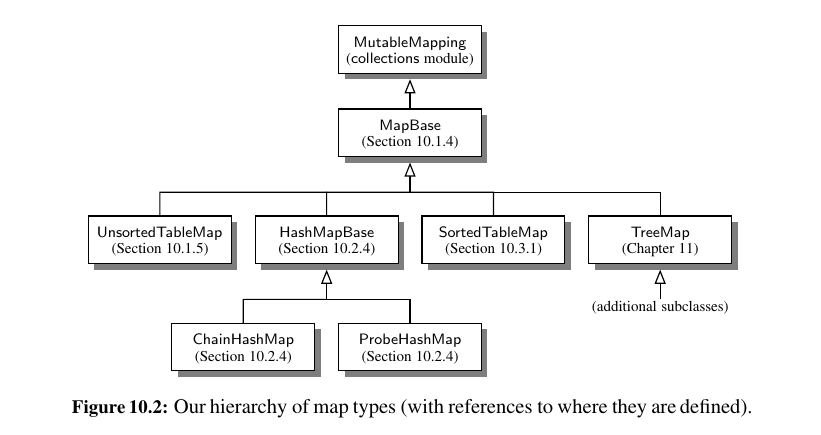 MutableMapping
(collections module)
MapBase
(Section 10.1.4)
UnsortedTableMap
(Section 10.1.5)
HashMapBase
(Section 10.2.4)
SortedTableMap
(Section 10.3.1)
TreeMap
(Chapter 11)
(additional subclasses)
ChainHashMap
(Section 10.2.4)
ProbeHashMap
(Section 10.2.4)
Figure 10.2: Our hierarchy of map types (with references to where they are defined).